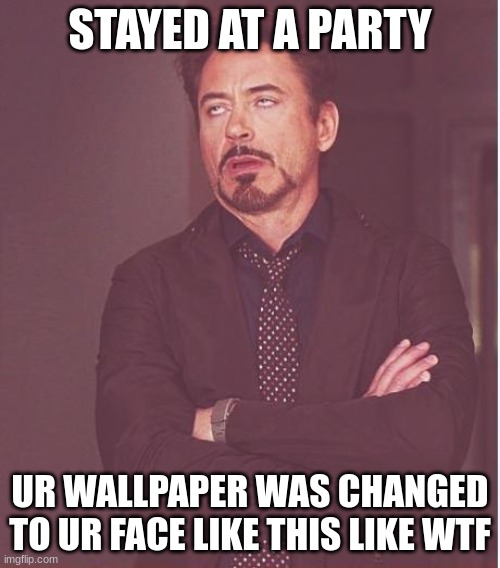 STAYED AT A PARTY
UR WALLPAPER WAS CHANGED
TO UR FACE LIKE THIS LIKE WTF
imgflip.com